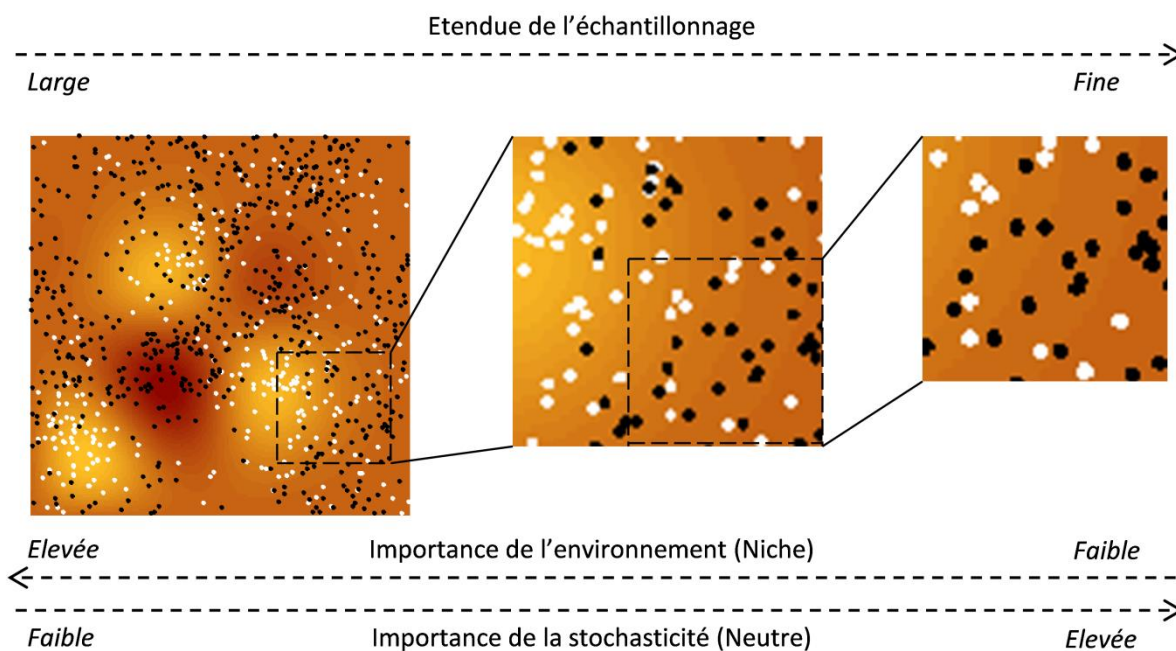 Etendue de l’échantillonnage
Large Fine
Elevée Importance de l’environnement (Niche) Faible
Faible Importance de la stochasticité (Neutre) Elevée